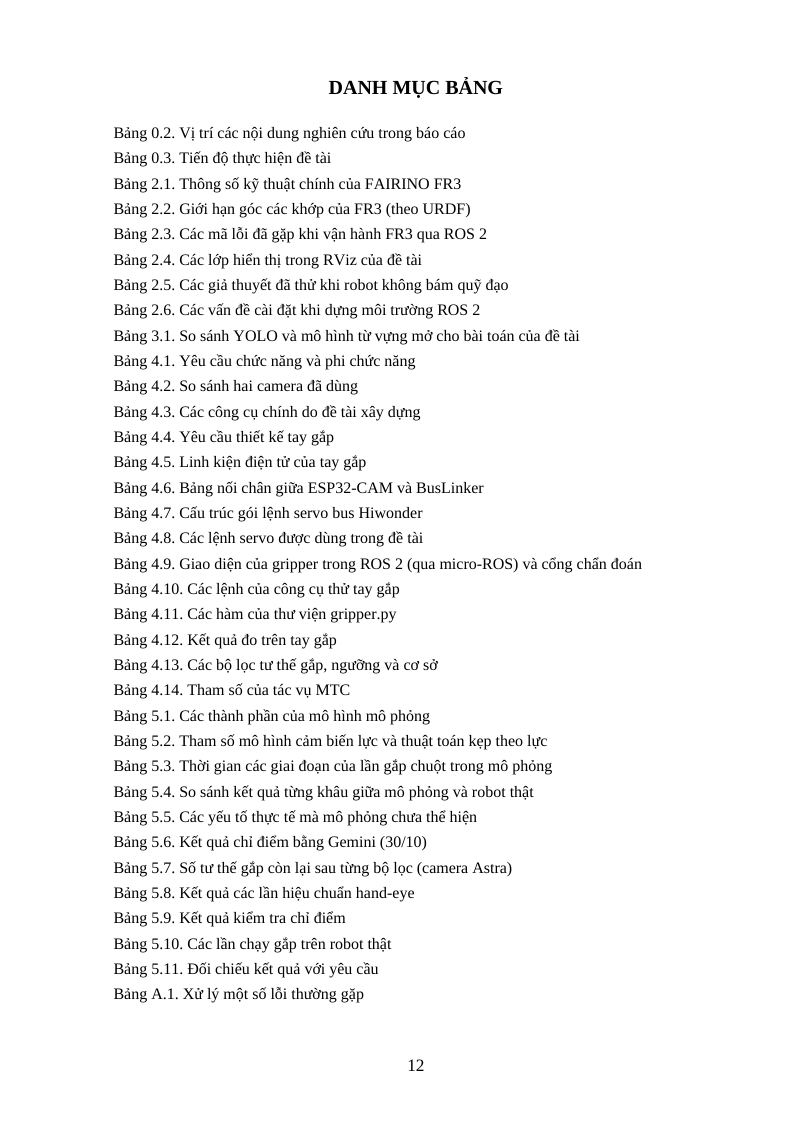 DANH MỤC BẢNG
Bảng 0.2. Vị trí các nội dung nghiên cứu trong báo cáo
Bảng 0.3. Tiến độ thực hiện đề tài
Bảng 2.1. Thông số kỹ thuật chính của FAIRINO FR3
Bảng 2.2. Giới hạn góc các khớp của FR3 (theo URDF)
Bảng 2.3. Các mã lỗi đã gặp khi vận hành FR3 qua ROS 2
Bảng 2.4. Các lớp hiển thị trong RViz của đề tài
Bảng 2.5. Các giả thuyết đã thử khi robot không bám quỹ đạo
Bảng 2.6. Các vấn đề cài đặt khi dựng môi trường ROS 2
Bảng 3.1. So sánh YOLO và mô hình từ vựng mở cho bài toán của đề tài
Bảng 4.1. Yêu cầu chức năng và phi chức năng
Bảng 4.2. So sánh hai camera đã dùng
Bảng 4.3. Các công cụ chính do đề tài xây dựng
Bảng 4.4. Yêu cầu thiết kế tay gắp
Bảng 4.5. Linh kiện điện tử của tay gắp
Bảng 4.6. Bảng nối chân giữa ESP32-CAM và BusLinker
Bảng 4.7. Cấu trúc gói lệnh servo bus Hiwonder
Bảng 4.8. Các lệnh servo được dùng trong đề tài
Bảng 4.9. Giao diện của gripper trong ROS 2 (qua micro-ROS) và cổng chẩn đoán
Bảng 4.10. Các lệnh của công cụ thử tay gắp
Bảng 4.11. Các hàm của thư viện gripper.py
Bảng 4.12. Kết quả đo trên tay gắp
Bảng 4.13. Các bộ lọc tư thế gắp, ngưỡng và cơ sở
Bảng 4.14. Tham số của tác vụ MTC
Bảng 5.1. Các thành phần của mô hình mô phỏng
Bảng 5.2. Tham số mô hình cảm biến lực và thuật toán kẹp theo lực
Bảng 5.3. Thời gian các giai đoạn của lần gắp chuột trong mô phỏng
Bảng 5.4. So sánh kết quả từng khâu giữa mô phỏng và robot thật
Bảng 5.5. Các yếu tố thực tế mà mô phỏng chưa thể hiện
Bảng 5.6. Kết quả chỉ điểm bằng Gemini (30/10)
Bảng 5.7. Số tư thế gắp còn lại sau từng bộ lọc (camera Astra)
Bảng 5.8. Kết quả các lần hiệu chuẩn hand-eye
Bảng 5.9. Kết quả kiểm tra chỉ điểm
Bảng 5.10. Các lần chạy gắp trên robot thật
Bảng 5.11. Đối chiếu kết quả với yêu cầu
Bảng A.1. Xử lý một số lỗi thường gặp
12